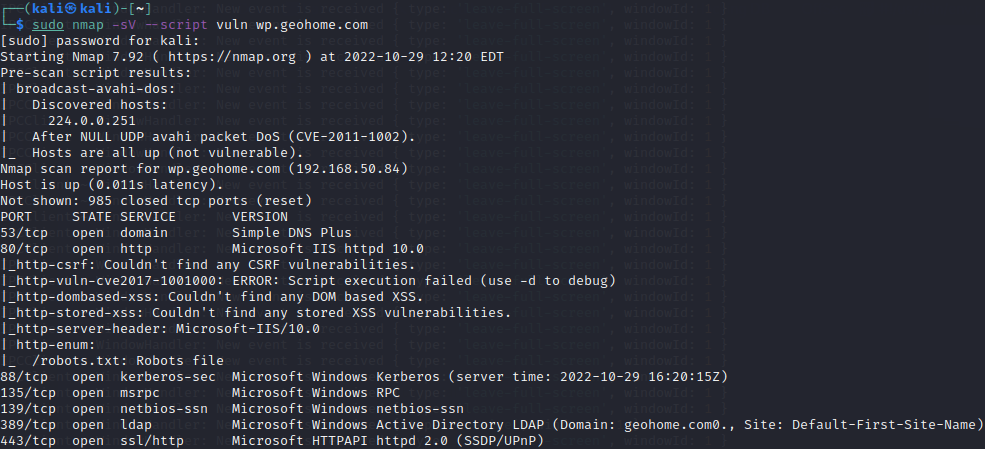 ┌──(kali㉿kali)-[~]
└─$ sudo nmap -sV --script vuln wp.geohome.com
[sudo] password for kali:
Starting Nmap 7.92 ( https://nmap.org ) at 2022-10-29 12:20 EDT
Pre-scan script results:
| broadcast-avahi-dos:
|   Discovered hosts:
|     224.0.0.251
|   After NULL UDP avahi packet DoS (CVE-2011-1002).
|_  Hosts are all up (not vulnerable).
Nmap scan report for wp.geohome.com (192.168.50.84)
Host is up (0.011s latency).
Not shown: 985 closed tcp ports (reset)
PORT     STATE SERVICE       VERSION
53/tcp   open  domain        Simple DNS Plus
80/tcp   open  http          Microsoft IIS httpd 10.0
|_http-csrf: Couldn't find any CSRF vulnerabilities.
|_http-vuln-cve2017-1001000: ERROR: Script execution failed (use -d to debug)
|_http-dombased-xss: Couldn't find any DOM based XSS.
|_http-stored-xss: Couldn't find any stored XSS vulnerabilities.
|_http-server-header: Microsoft-IIS/10.0
| http-enum:
|_  /robots.txt: Robots file
88/tcp   open  kerberos-sec  Microsoft Windows Kerberos (server time: 2022-10-29 16:20:15Z)
135/tcp  open  msrpc         Microsoft Windows RPC
139/tcp  open  netbios-ssn   Microsoft Windows netbios-ssn
389/tcp  open  ldap          Microsoft Windows Active Directory LDAP (Domain: geohome.com0., Site: Default-First-Site-Name)
443/tcp  open  ssl/http      Microsoft HTTPAPI httpd 2.0 (SSDP/UPnP)